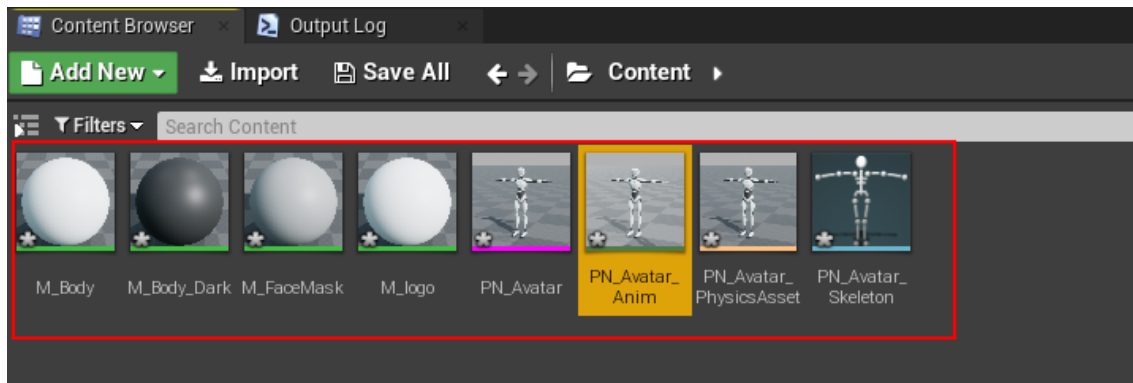 Content Browser
Output Log
Add New
Import
Save All
Content
Filters
Search Content
M_Body
M_Body_Dark
M_FaceMask
M_logo
PN_Avatar
PN_Avatar_
Anim
PN_Avatar_
PhysicsAsset
PN_Avatar_
Skeleton